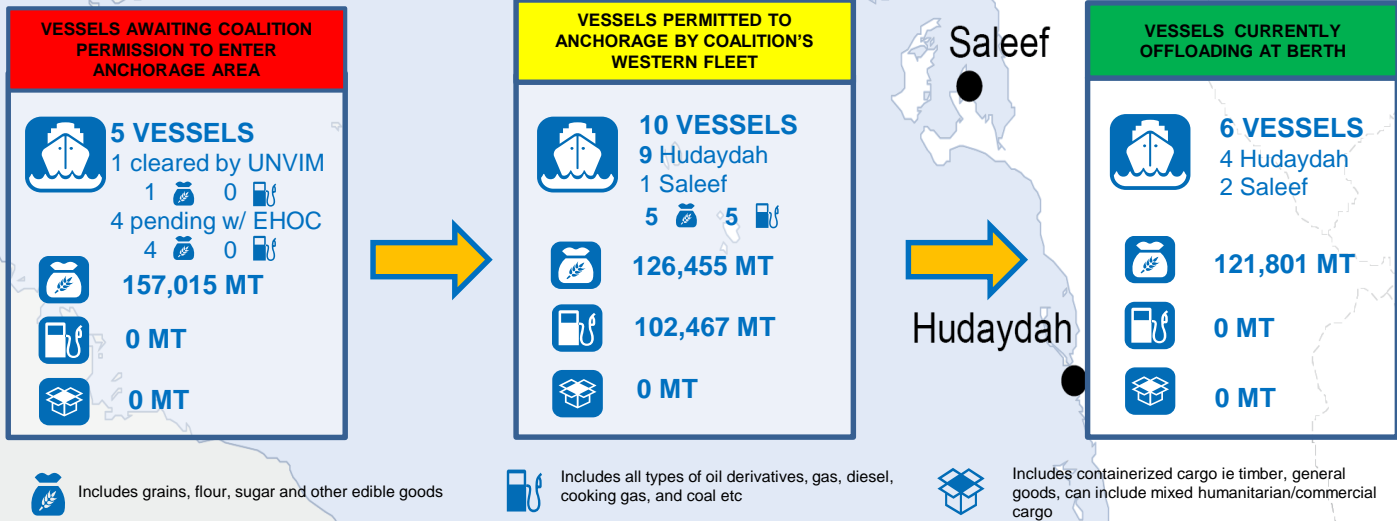 VESSELS AWAITING COALITION
PERMISSION TO ENTER
ANCHORAGE AREA
5 VESSELS
1 cleared by UNVIM
1 0
4 pending w/ EHOC
4 0
157,015 MT
0 MT
0 MT
VESSELS PERMITTED TO
ANCHORAGE BY COALITION'S
WESTERN FLEET
10 VESSELS
9 Hudaydah
1 Saleef
5 5
126,455 MT
102,467 MT
0 MT
Saleef
Hudaydah
VESSELS CURRENTLY
OFFLOADING AT BERTH
6 VESSELS
4 Hudaydah
2 Saleef
121,801 MT
0 MT
0 MT
Includes grains, flour, sugar and other edible goods
Includes all types of oil derivatives, gas, diesel,
cooking gas, and coal etc
Includes containerized cargo ie timber, general
goods, can include mixed humanitarian/commercial
cargo